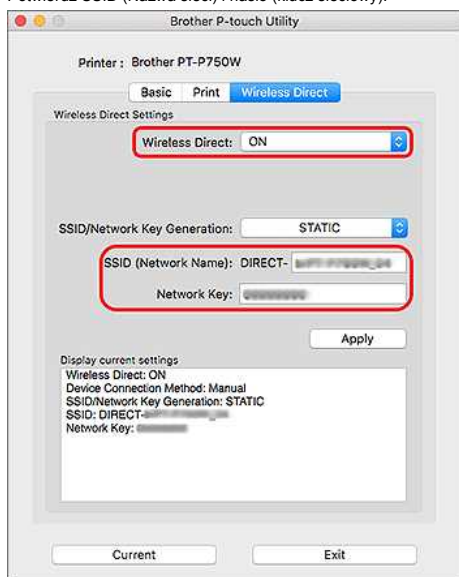 Brother P-touch Utility
Printer : Brother PT-P750W
Basic Print Wireless Direct
Wireless Direct Settings
Wireless Direct: ON
SSID/Network Key Generation: STATIC
SSID (Network Name): DIRECT-
Network Key:
Apply
Display current settings
Wireless Direct: ON
Device Connection Method: Manual
SSID/Network Key Generation: STATIC
SSID: DIRECT-
Network Key:
Current Exit